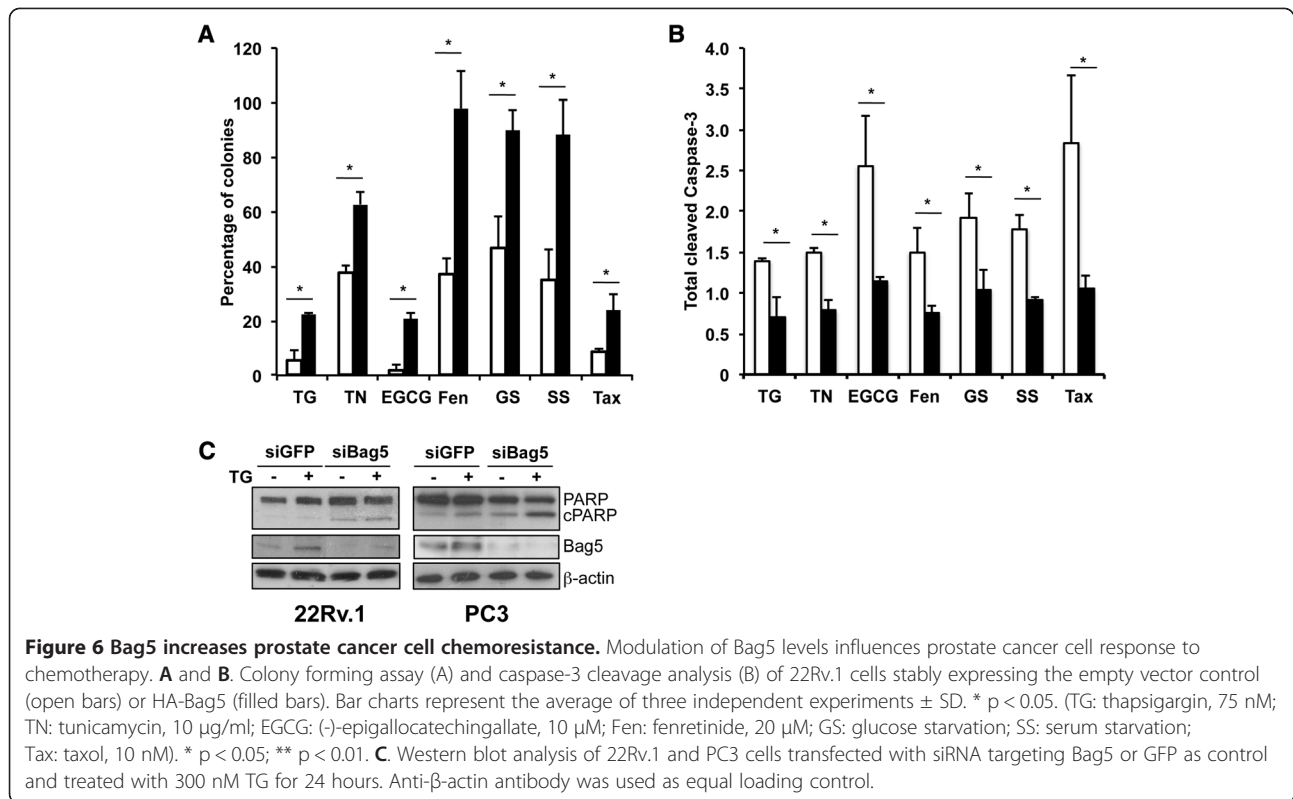 A
Percentage of colonies
120
100
80
60
40
20
0
* * * * * * *
TG TN EGCG Fen GS SS Tax
B
Total cleaved Caspase-3
4.0
3.5
3.0
2.5
2.0
1.5
1.0
0.5
0
* * * * * * *
TG TN EGCG Fen GS SS Tax
C
siGFP siBag5 siGFP siBag5
TG - + - + - + - +
PARP
cPARP
Bag5
β-actin
22Rv.1 PC3
Figure 6 Bag5 increases prostate cancer cell chemoresistance. Modulation of Bag5 levels influences prostate cancer cell response to
chemotherapy. A and B. Colony forming assay (A) and caspase-3 cleavage analysis (B) of 22Rv.1 cells stably expressing the empty vector control
(open bars) or HA-Bag5 (filled bars). Bar charts represent the average of three independent experiments ± SD. * p < 0.05. (TG: thapsigargin, 75 nM;
TN: tunicamycin, 10 μg/ml; EGCG: (-)-epigallocatechingallate, 10 μM; Fen: fenretinide, 20 μM; GS: glucose starvation; SS: serum starvation;
Tax: taxol, 10 nM). * p < 0.05; ** p < 0.01. C. Western blot analysis of 22Rv.1 and PC3 cells transfected with siRNA targeting Bag5 or GFP as control
and treated with 300 nM TG for 24 hours. Anti-β-actin antibody was used as equal loading control.